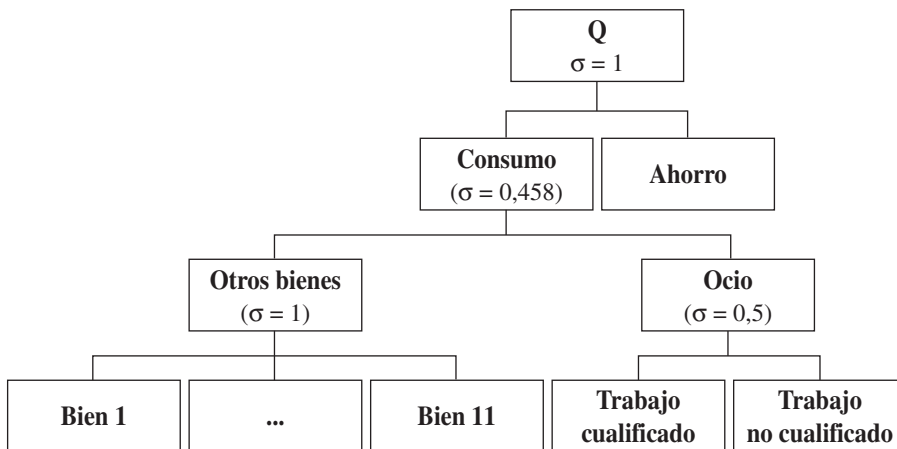 Q
σ = 1
Consumo
(σ = 0,458)
Ahorro
Otros bienes
(σ = 1)
Ocio
(σ = 0,5)
Bien 1
...
Bien 11
Trabajo
cualificado
Trabajo
no cualificado